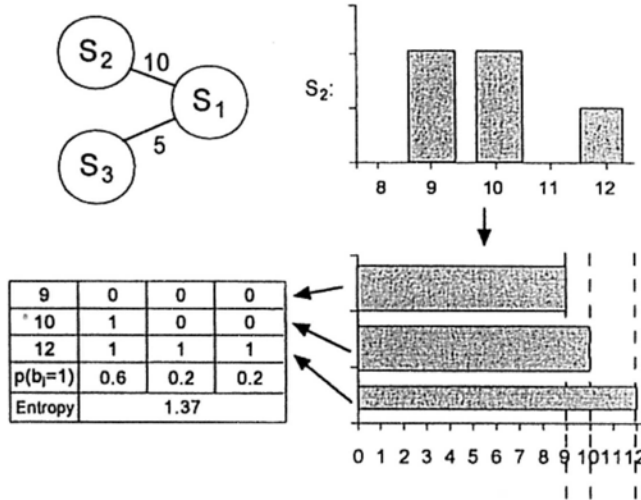 S2
10
S1
5
S3
S2:
8 9 10 11 12
9 0 0 0
10 1 0 0
12 1 1 1
p(bj=1) 0.6 0.2 0.2
Entropy 1.37
0 1 2 3 4 5 6 7 8 9 10 11 12